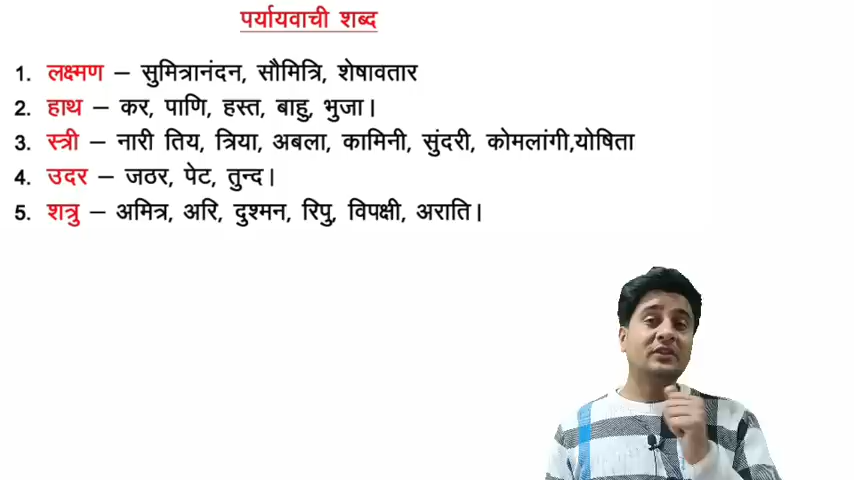 पर्यायवाची शब्द
1. लक्ष्मण – सुमित्रानंदन, सौमित्रि, शेषावतार
2. हाथ – कर, पाणि, हस्त, बाहु, भुजा।
3. स्त्री – नारी तिय, त्रिया, अबला, कामिनी, सुंदरी, कोमलांगी,योषिता
4. उदर – जठर, पेट, तुन्द।
5. शत्रु – अमित्र, अरि, दुश्मन, रिपु, विपक्षी, अराति।